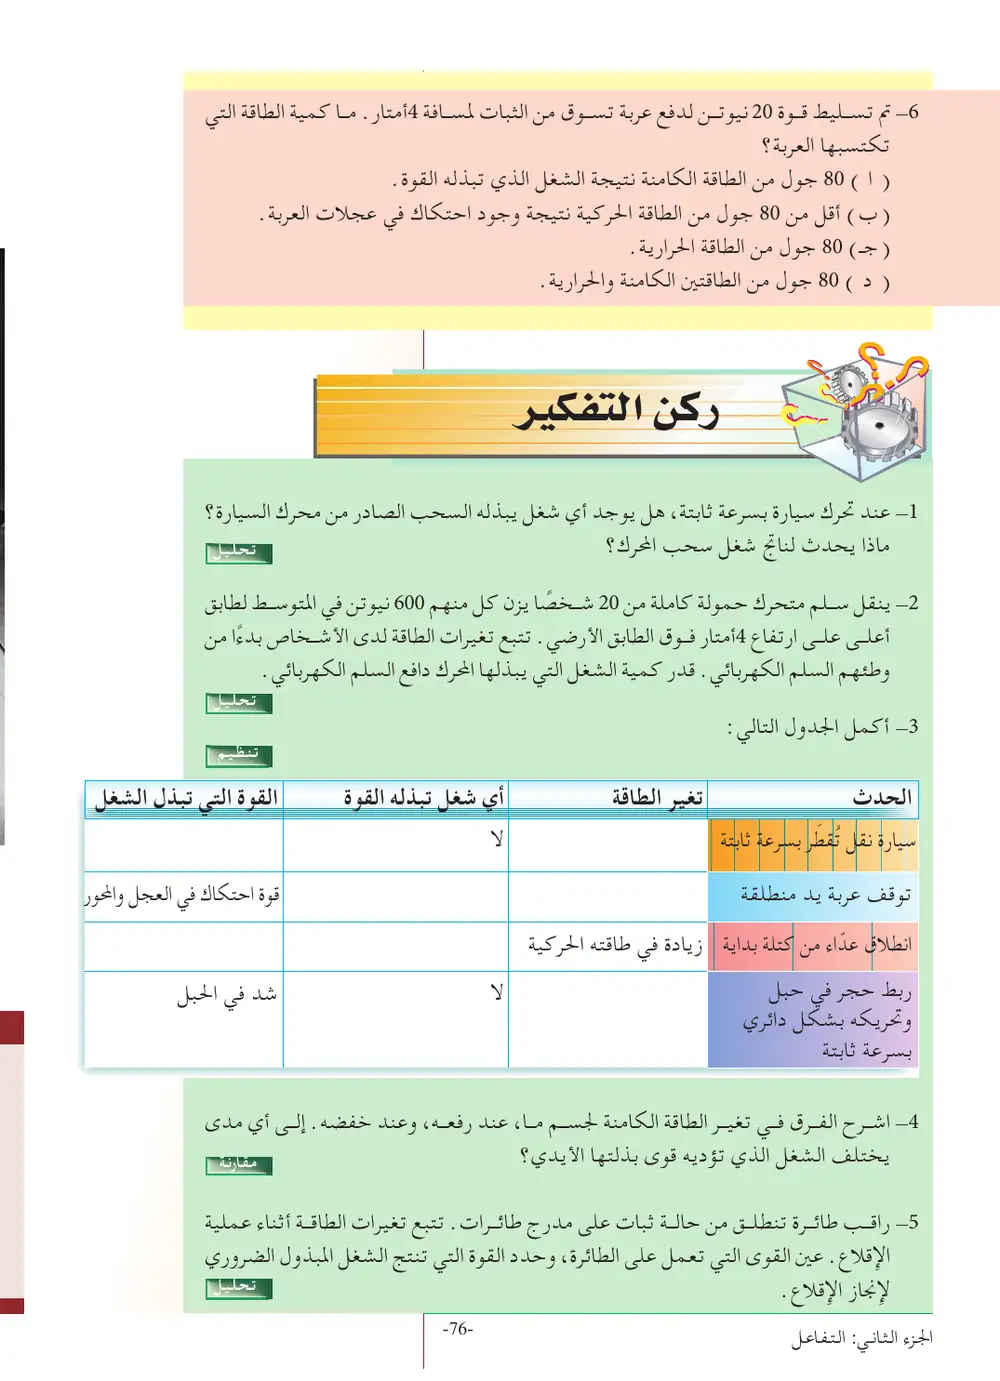 6– تم تسليط قوة 20 نيوتن لدفع عربة تسوق من الثبات لمسافة 4أمتار. ما كمية الطاقة التي
تكتسبها العربة؟
( ا ) 80 جول من الطاقة الكامنة نتيجة الشغل الذي تبذله القوة.
(ب) أقل من 80 جول من الطاقة الحركية نتيجة وجود احتكاك في عجلات العربة.
(جـ) 80 جول من الطاقة الحرارية.
( د ) 80 جول من الطاقتين الكامنة والحرارية.
ركن التفكير
1– عند تحرك سيارة بسرعة ثابتة، هل يوجد أي شغل يبذله السحب الصادر من محرك السيارة؟
ماذا يحدث لناتج شغل سحب المحرك؟
تحليل
2– ينقل سلم متحرك حمولة كاملة من 20 شخصًا يزن كل منهم 600 نيوتن في المتوسط لطابق
أعلى على ارتفاع 4أمتار فوق الطابق الأرضي. تتبع تغيرات الطاقة لدى الأشخاص بدءًا من
وطئهم السلم الكهربائي. قدر كمية الشغل التي يبذلها المحرك دافع السلم الكهربائي.
تحليل
3– أكمل الجدول التالي:
تنظيم
الحدث تغير الطاقة أي شغل تبذله القوة القوة التي تبذل الشغل
سيارة نقل تُقطَر بسرعة ثابتة لا
توقف عربة يد منطلقة قوة احتكاك في العجل والمحور
انطلاق عدّاء من كتلة بداية زيادة في طاقته الحركية
ربط حجر في حبل لا شد في الحبل
وتحريكه بشكل دائري
بسرعة ثابتة
4– اشرح الفرق في تغير الطاقة الكامنة لجسم ما، عند رفعه، وعند خفضه. إلى أي مدى
يختلف الشغل الذي تؤديه قوى بذلتها الأيدي؟
مقارنة
5– راقب طائرة تنطلق من حالة ثبات على مدرج طائرات. تتبع تغيرات الطاقة أثناء عملية
الإقلاع. عين القوى التي تعمل على الطائرة، وحدد القوة التي تنتج الشغل المبذول الضروري
لإنجاز الإقلاع.
تحليل
-76-
الجزء الثاني: التفاعل